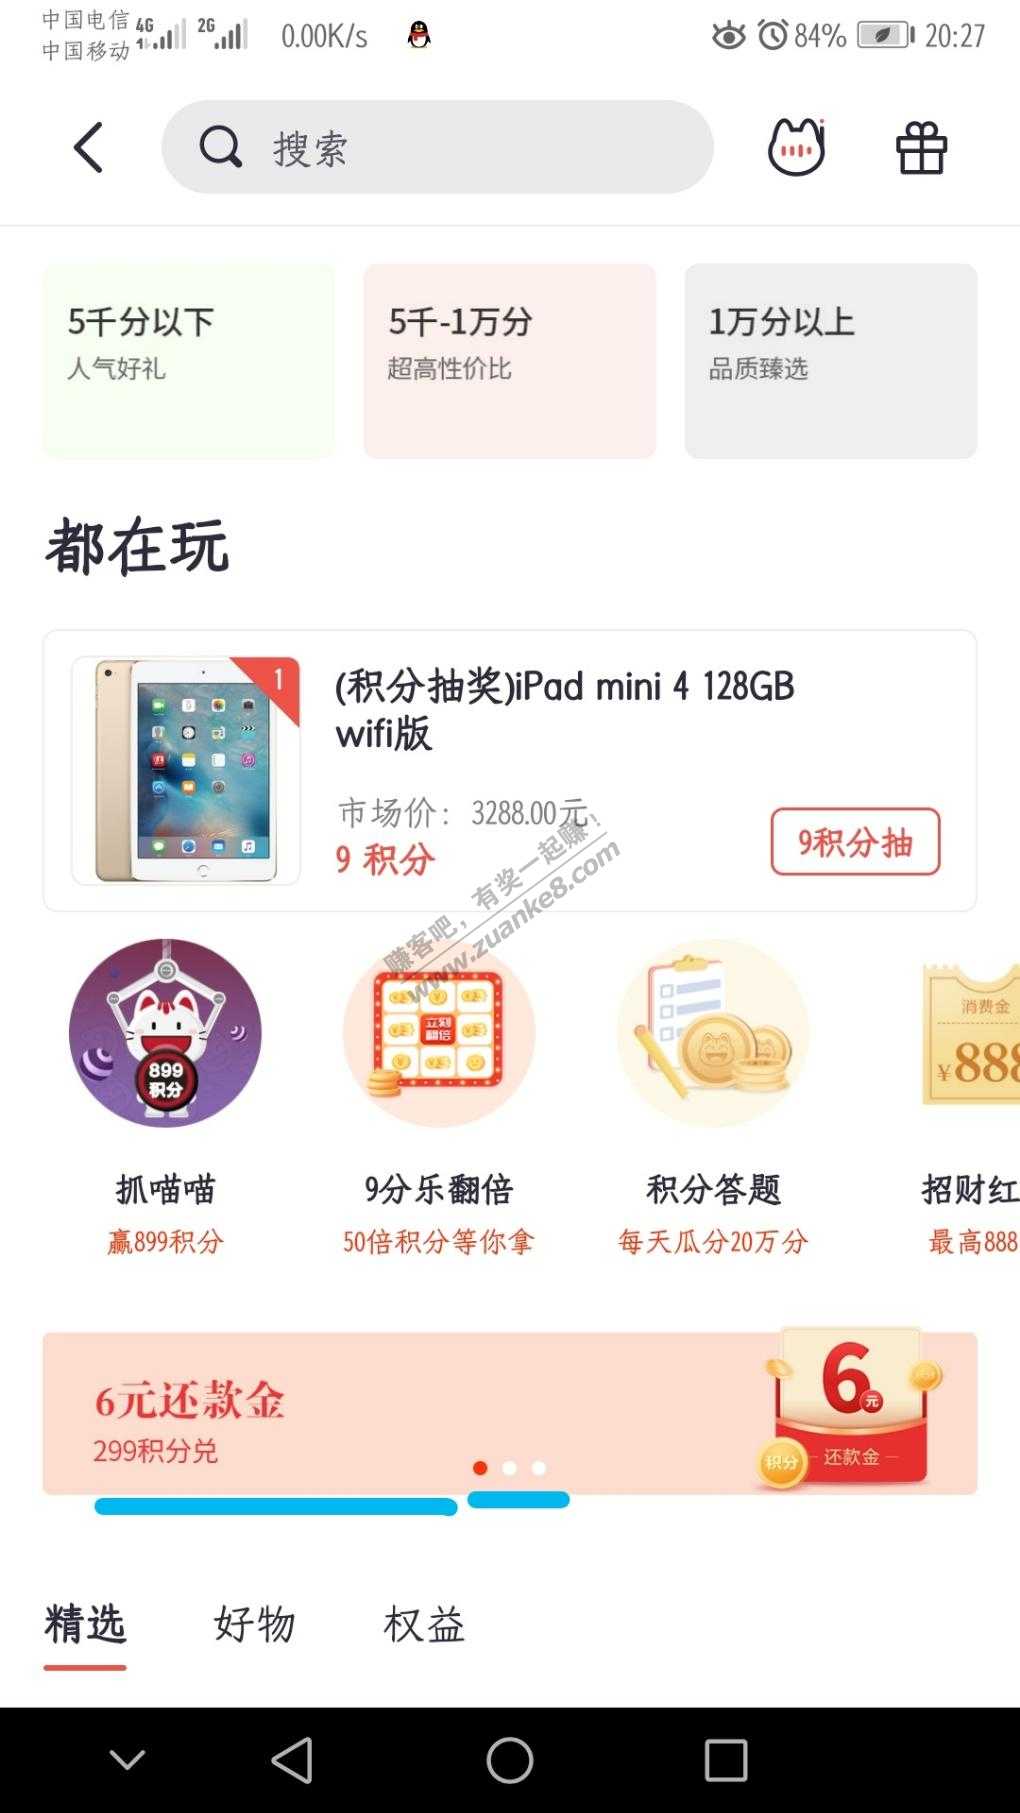 中国电信 4G 2G 0.00K/s 84% 20:27
中国移动
搜索
5千分以下
人气好礼
5千-1万分
超高性价比
1万分以上
品质臻选
都在玩
1
(积分抽奖)iPad mini 4 128GB
wifi版
市场价：3288.00元
9 积分
9积分抽
赚客吧，有奖一起赚！
www.zuanke8.com
899
积分
立刻
翻倍
消费金
¥888
抓喵喵
9分乐翻倍
积分答题
招财红
赢899积分
50倍积分等你拿
每天瓜分20万分
最高888
6元还款金
299积分兑
6元
还款金
积分
精选
好物
权益